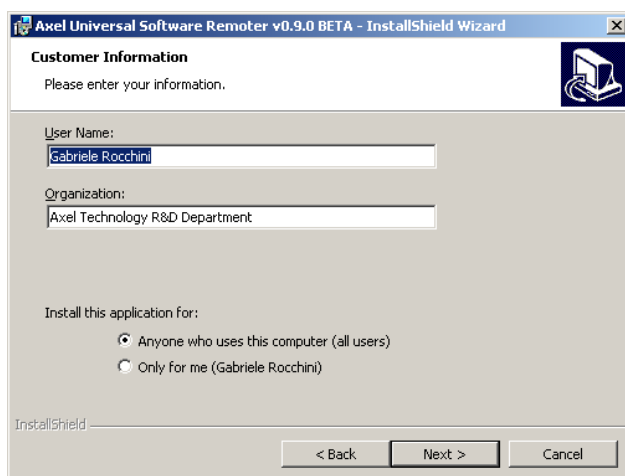 Axel Universal Software Remoter v0.9.0 BETA - InstallShield Wizard
Customer Information
Please enter your information.
User Name:
Gabriele Rocchini
Organization:
Axel Technology R&D Department
Install this application for:
Anyone who uses this computer (all users)
Only for me (Gabriele Rocchini)
InstallShield
< Back Next > Cancel